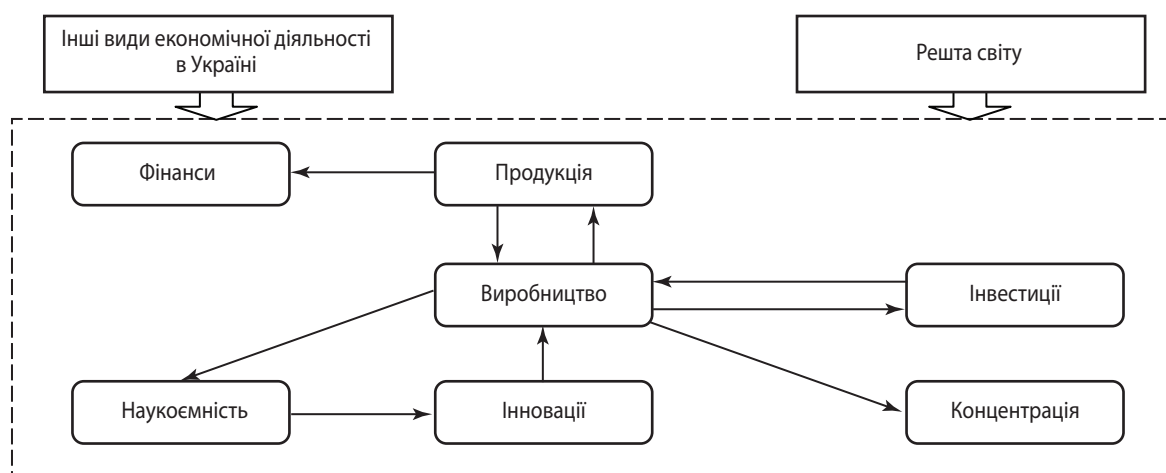 Інші види економічної діяльності
в Україні
Решта світу
Фінанси
Продукція
Виробництво
Інвестиції
Наукоємність
Інновації
Концентрація